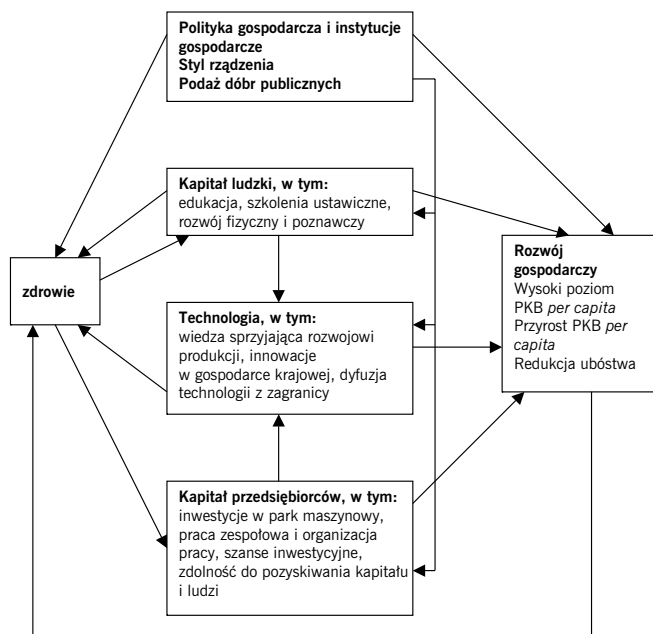 Polityka gospodarcza i instytucje
gospodarcze
Styl rządzenia
Podaż dóbr publicznych
Kapitał ludzki, w tym:
edukacja, szkolenia ustawiczne,
rozwój fizyczny i poznawczy
zdrowie
Technologia, w tym:
wiedza sprzyjająca rozwojowi
produkcji, innowacje
w gospodarce krajowej, dyfuzja
technologii z zagranicy
Rozwój
gospodarczy
Wysoki poziom
PKB per capita
Przyrost PKB per
capita
Redukcja ubóstwa
Kapitał przedsiębiorców, w tym:
inwestycje w park maszynowy,
praca zespołowa i organizacja
pracy, szanse inwestycyjne,
zdolność do pozyskiwania kapitału
i ludzi